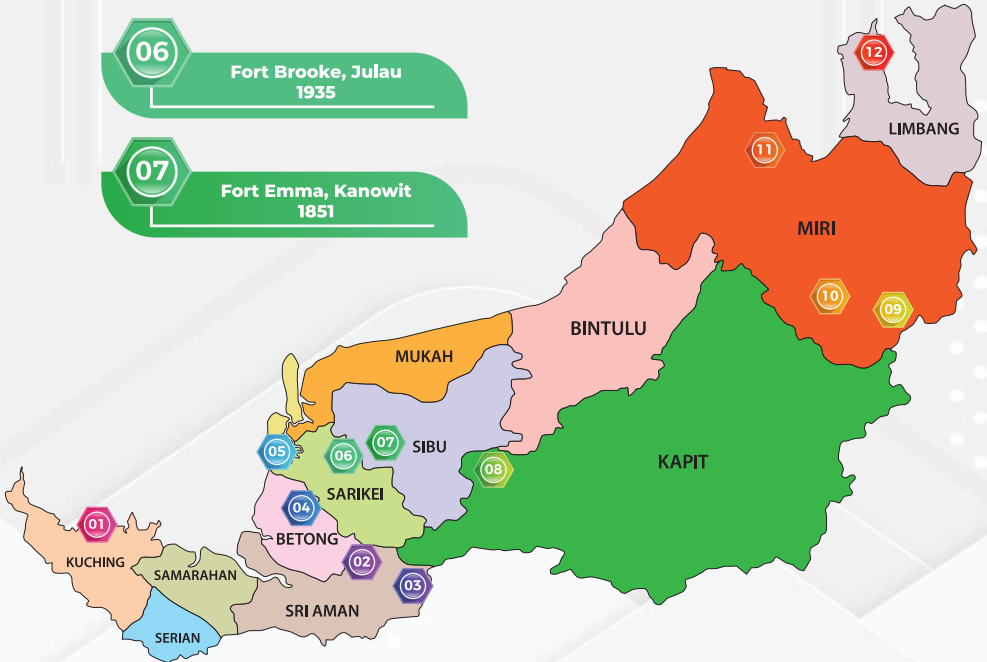 06
Fort Brooke, Julau
1935
07
Fort Emma, Kanowit
1851
12
LIMBANG
11
MIRI
10
09
BINTULU
MUKAH
07
SIBU
05
06
08
KAPIT
SARIKEI
04
01
BETONG
KUCHING
02
SAMARAHAN
03
SRI AMAN
SERIAN